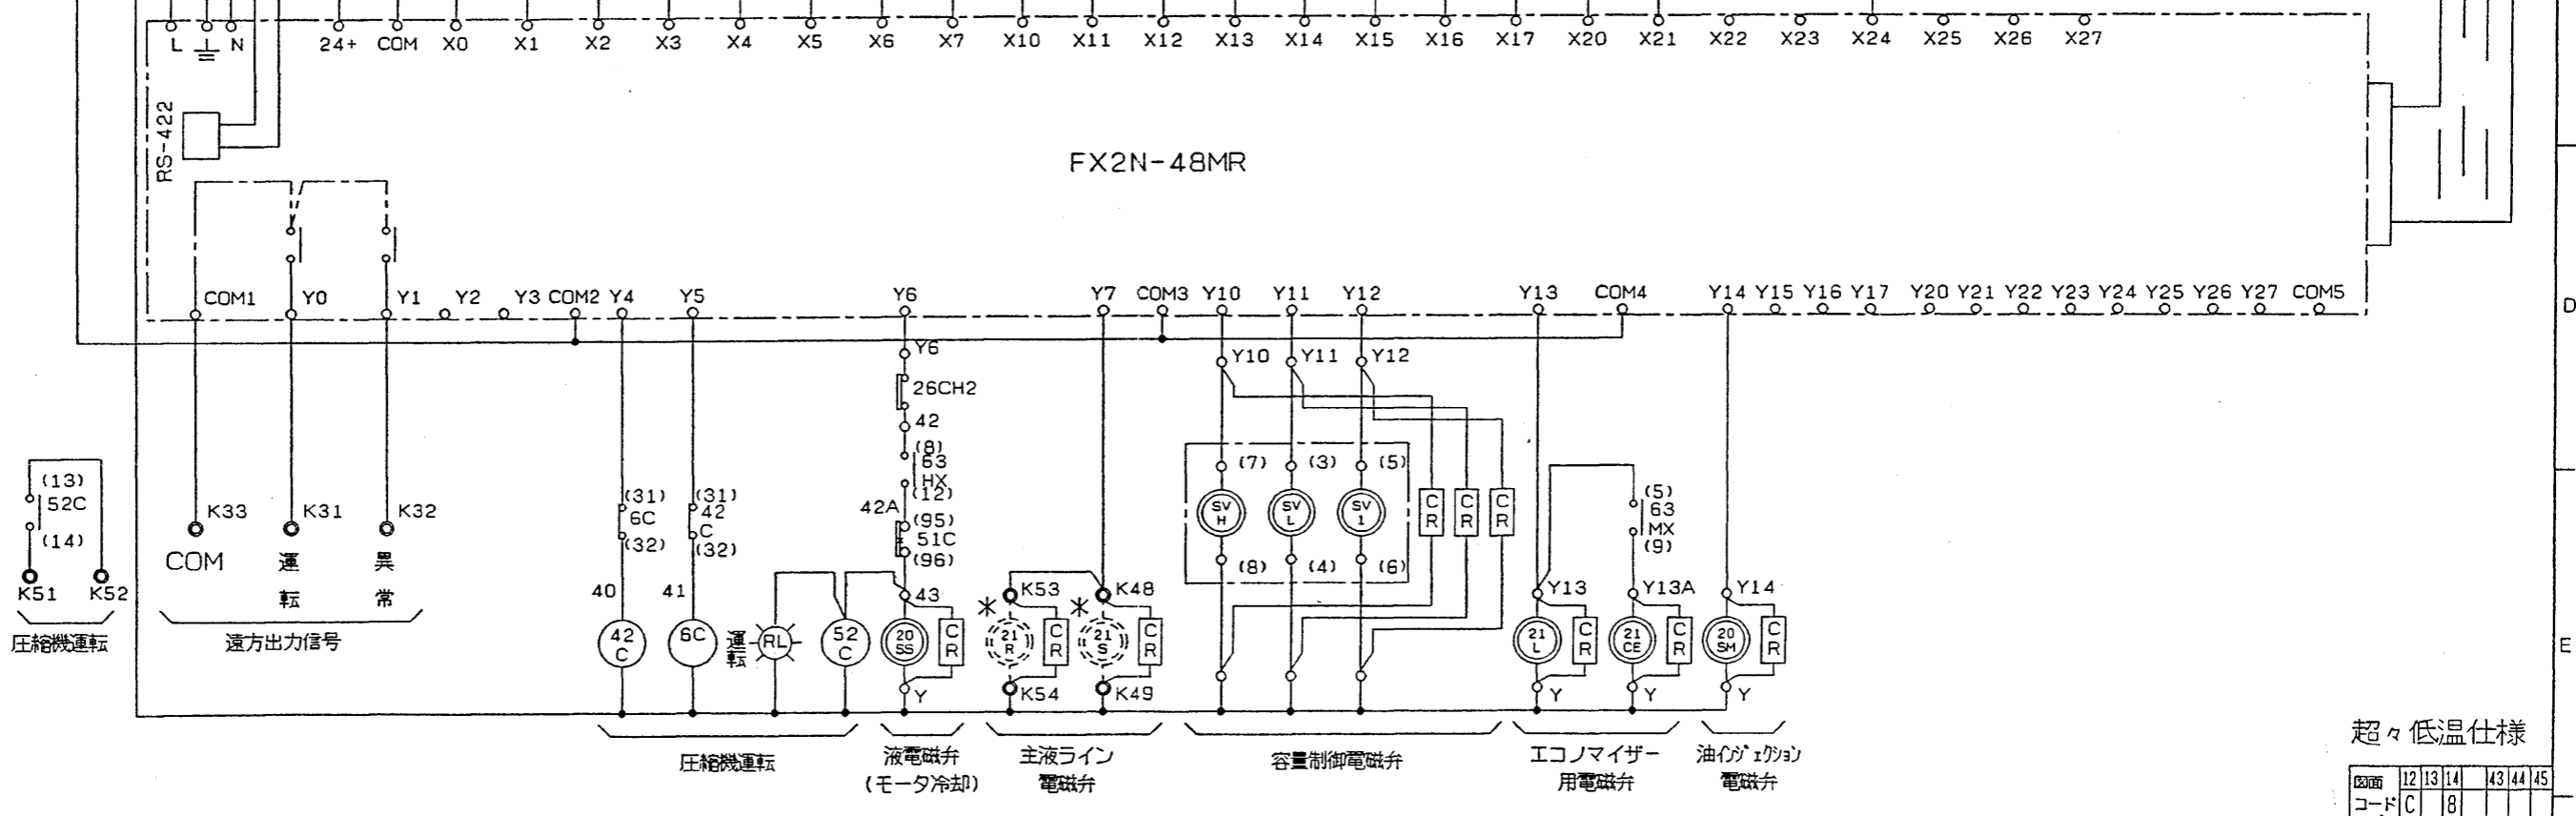 L N 24+ COM X0 X1 X2 X3 X4 X5 X6 X7 X10 X11 X12 X13 X14 X15 X16 X17 X20 X21 X22 X23 X24 X25 X26 X27
RS-422
FX2N-48MR
COM1 Y0 Y1 Y2 Y3 COM2 Y4 Y5 Y6 Y7 COM3 Y10 Y11 Y12 Y13 COM4 Y14 Y15 Y16 Y17 Y20 Y21 Y22 Y23 Y24 Y25 Y26 Y27 COM5
D
Y6 Y10 Y11 Y12
26CH2
42
(8)
63
HX
(12)
42A
(95)
51C
(96)
43
(13)
52C
(14)
K51 K52
圧縮機運転
K33 K31 K32
COM 運転 異常
遠方出力信号
(31)
6C
(32)
40
42
C
(31)
42
C
(32)
41
6C
運転
RL
52
C
20
SS
CR
Y
K53 K48
*
21
R
CR
*
21
S
CR
K54 K49
(7) (3) (5)
SV
H
SV
L
SV
1
CR CR CR
(8) (4) (6)
(5)
63
MX
(9)
Y13 Y13A Y14
21
L
CR
21
CE
CR
20
SM
CR
Y Y Y
E
圧縮機運転
液電磁弁
(モータ冷却)
主液ライン
電磁弁
容量制御電磁弁
エコノマイザー
用電磁弁
油インジェクション
電磁弁
超々低温仕様
図面 12 13 14 43 44 45
コード C 8